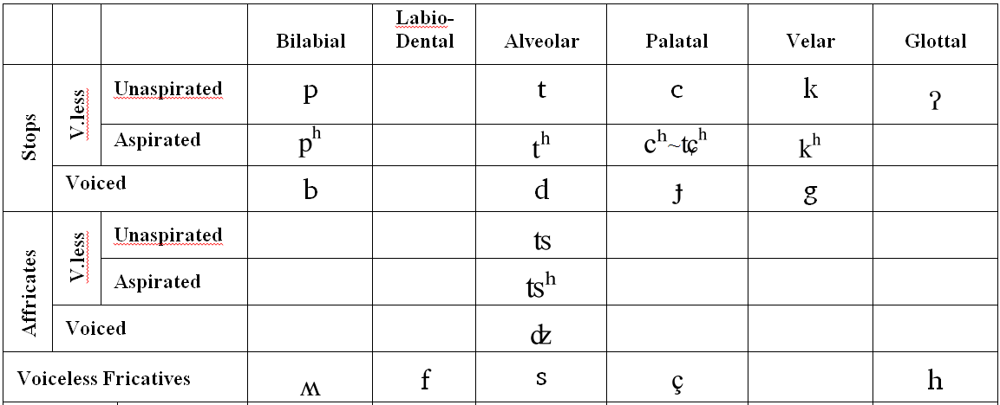 Bilabial Labio-Dental Alveolar Palatal Velar Glottal
Stops V.less Unaspirated p t c k ʔ
Aspirated pʰ tʰ cʰ~tɕʰ kʰ
Voiced b d ɟ g
Affricates V.less Unaspirated ʦ
Aspirated ʦʰ
Voiced ʣ
Voiceless Fricatives ʍ f s ç h